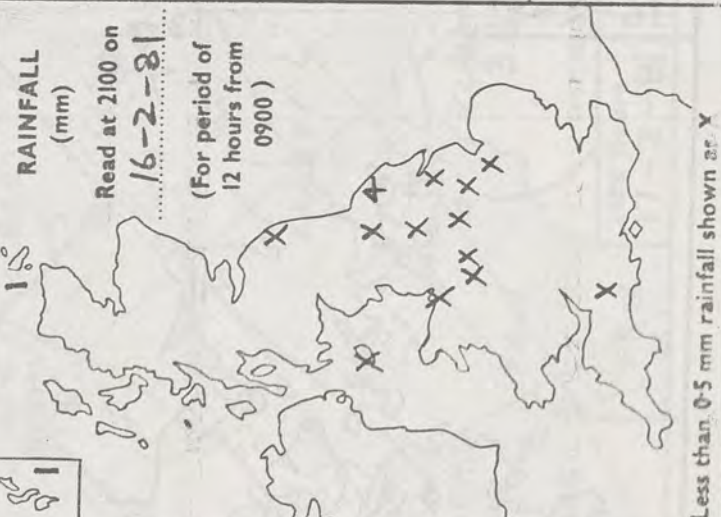 RAINFALL
(mm)
Read at 2100 on
16-2-81
(For period of
12 hours from
0900)
1
1
X
4
X
X
X
X
X
X
X
X
X
X
X
X
Less than 0·5 mm rainfall shown as X